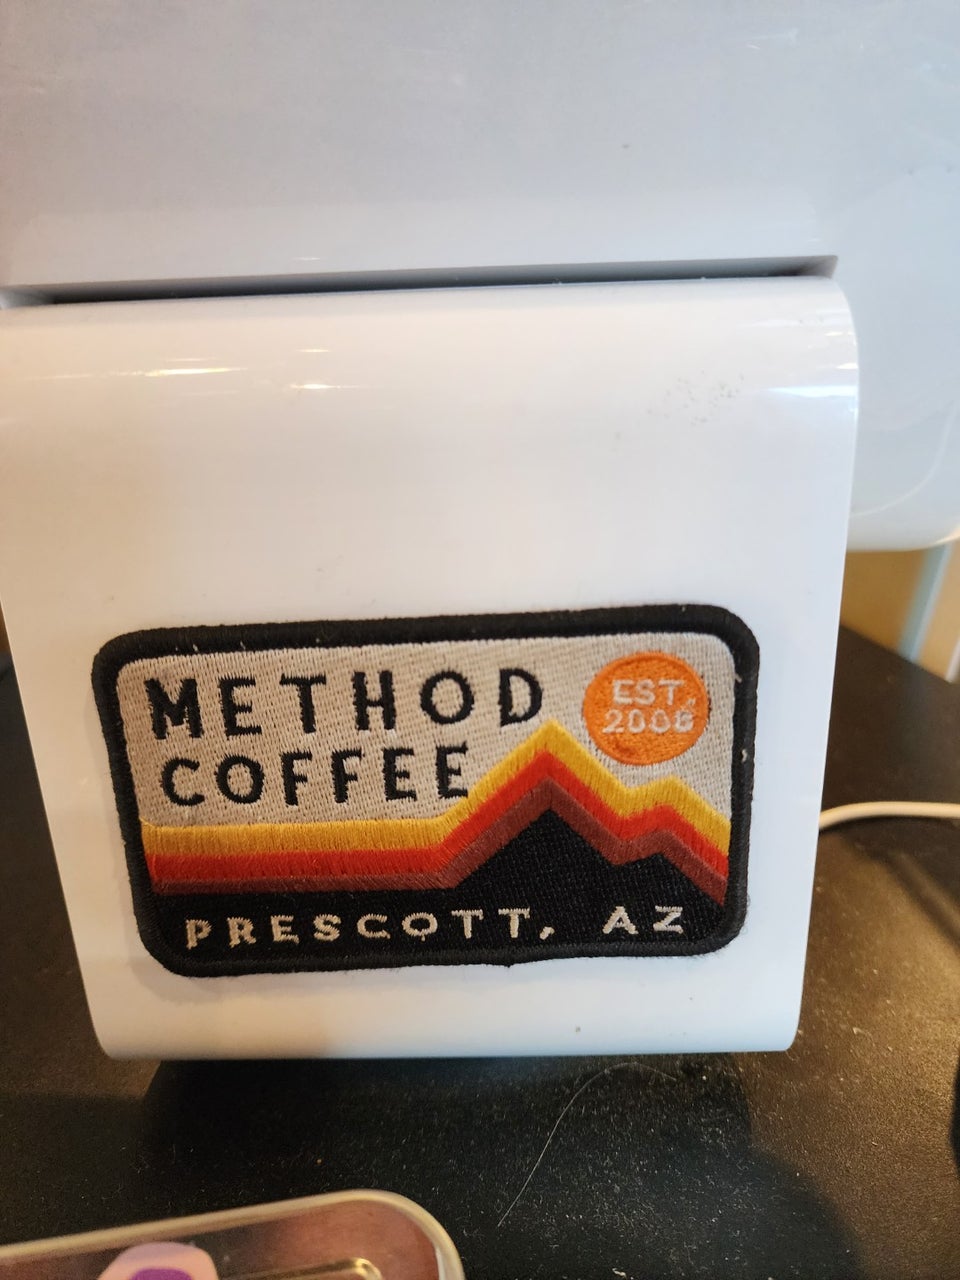 METHOD
COFFEE
EST.
2006
PRESCOTT, AZ